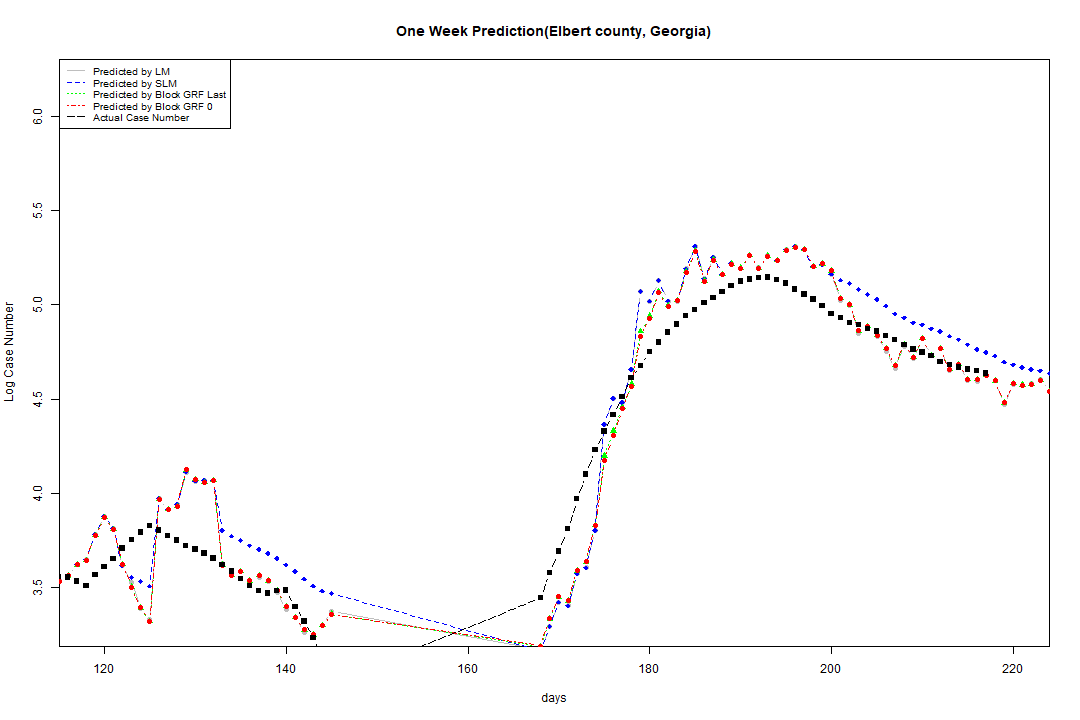 One Week Prediction(Elbert county, Georgia)
Predicted by LM
Predicted by SLM
Predicted by Block GRF Last
Predicted by Block GRF 0
Actual Case Number
Log Case Number
6.0
5.5
5.0
4.5
4.0
3.5
120 140 160 180 200 220
days